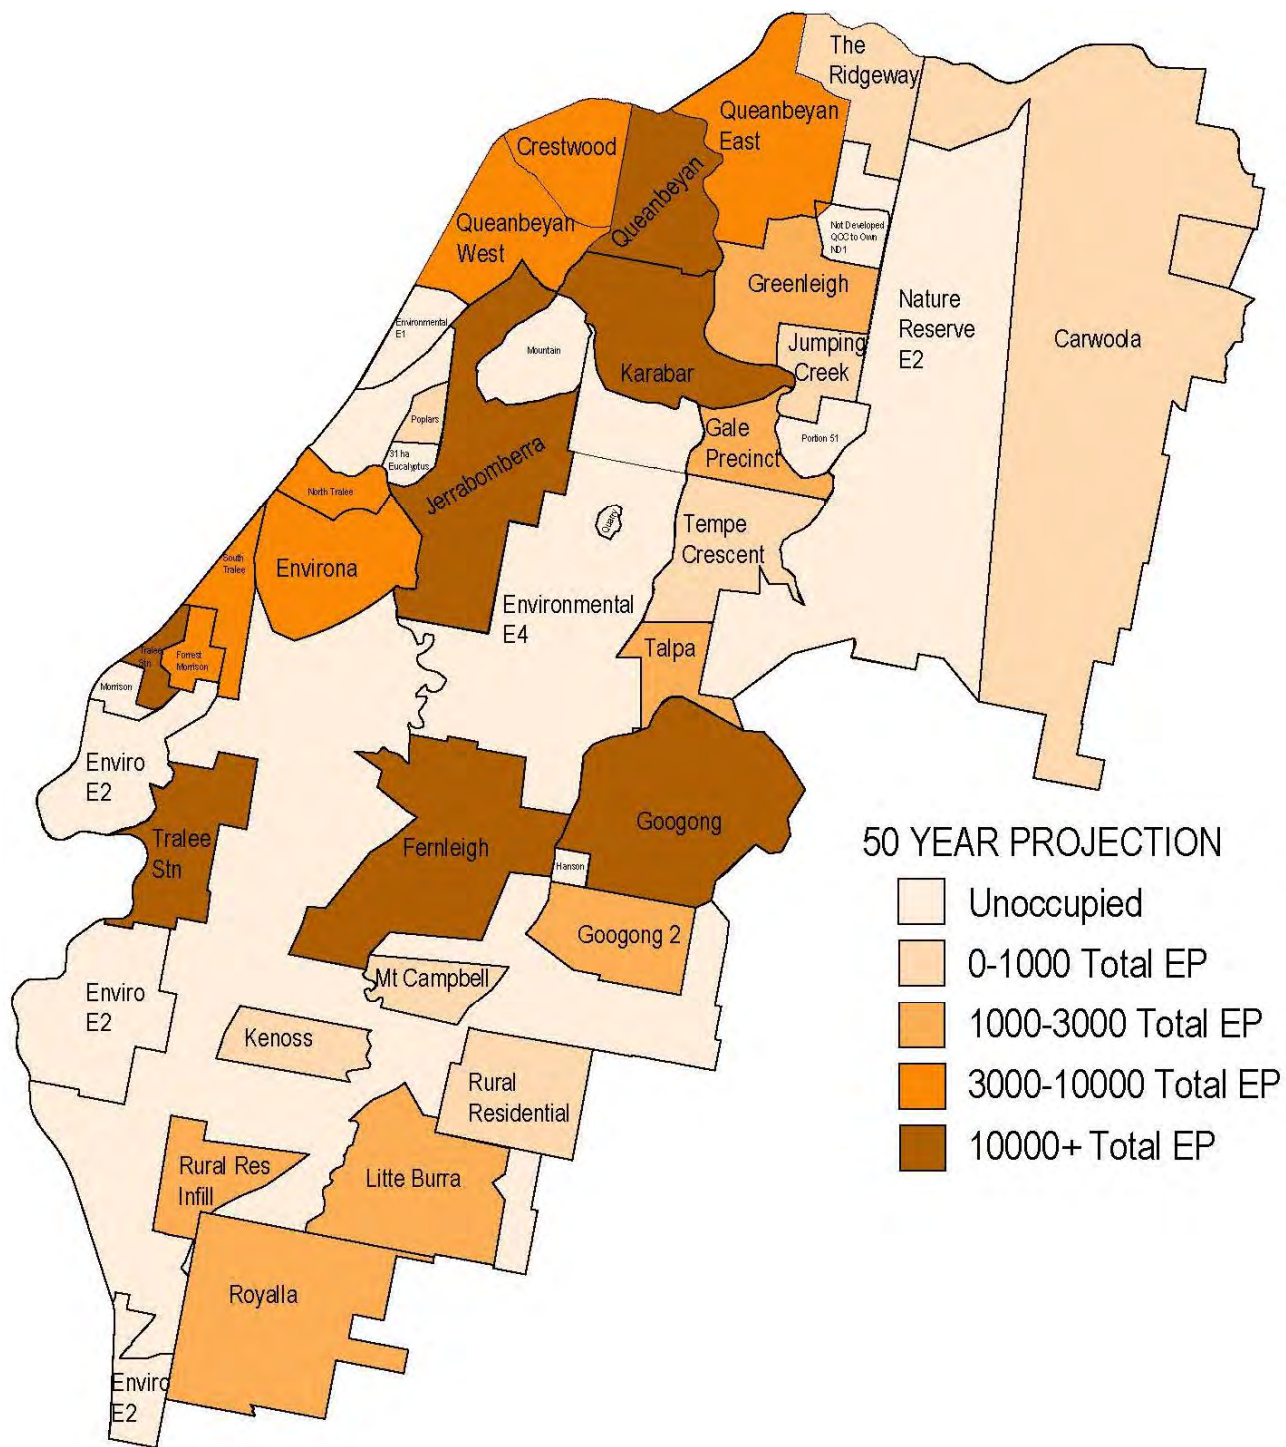 The
Ridgeway
Queanbeyan
East
Crestwood
Queanbeyan
Queanbeyan
West
Not Developed
QCC to Own
ND1
Greenleigh
Nature
Reserve
E2
Carwoola
Environmental
E1
Mountain
Jumping
Creek
Karabar
Poplars
Gale
Precinct
Portion 51
31 ha
Eucalyptus
Jerrabomberra
North Tralee
Quarry
Tempe
Crescent
South
Tralee
Environa
Environmental
E4
Talpa
Tralee
Stn
Forrest
Morrison
Morrison
Enviro
E2
Tralee
Stn
Fernleigh
Googong
Hanson
Googong 2
Mt Campbell
Enviro
E2
Kenoss
Rural
Residential
Rural Res
Infill
Litte Burra
Royalla
Enviro
E2
50 YEAR PROJECTION
Unoccupied
0-1000 Total EP
1000-3000 Total EP
3000-10000 Total EP
10000+ Total EP